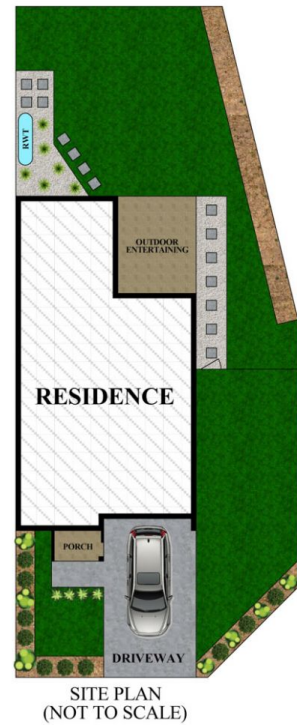 RWT
OUTDOOR
ENTERTAINING
RESIDENCE
PORCH
DRIVEWAY
SITE PLAN
(NOT TO SCALE)